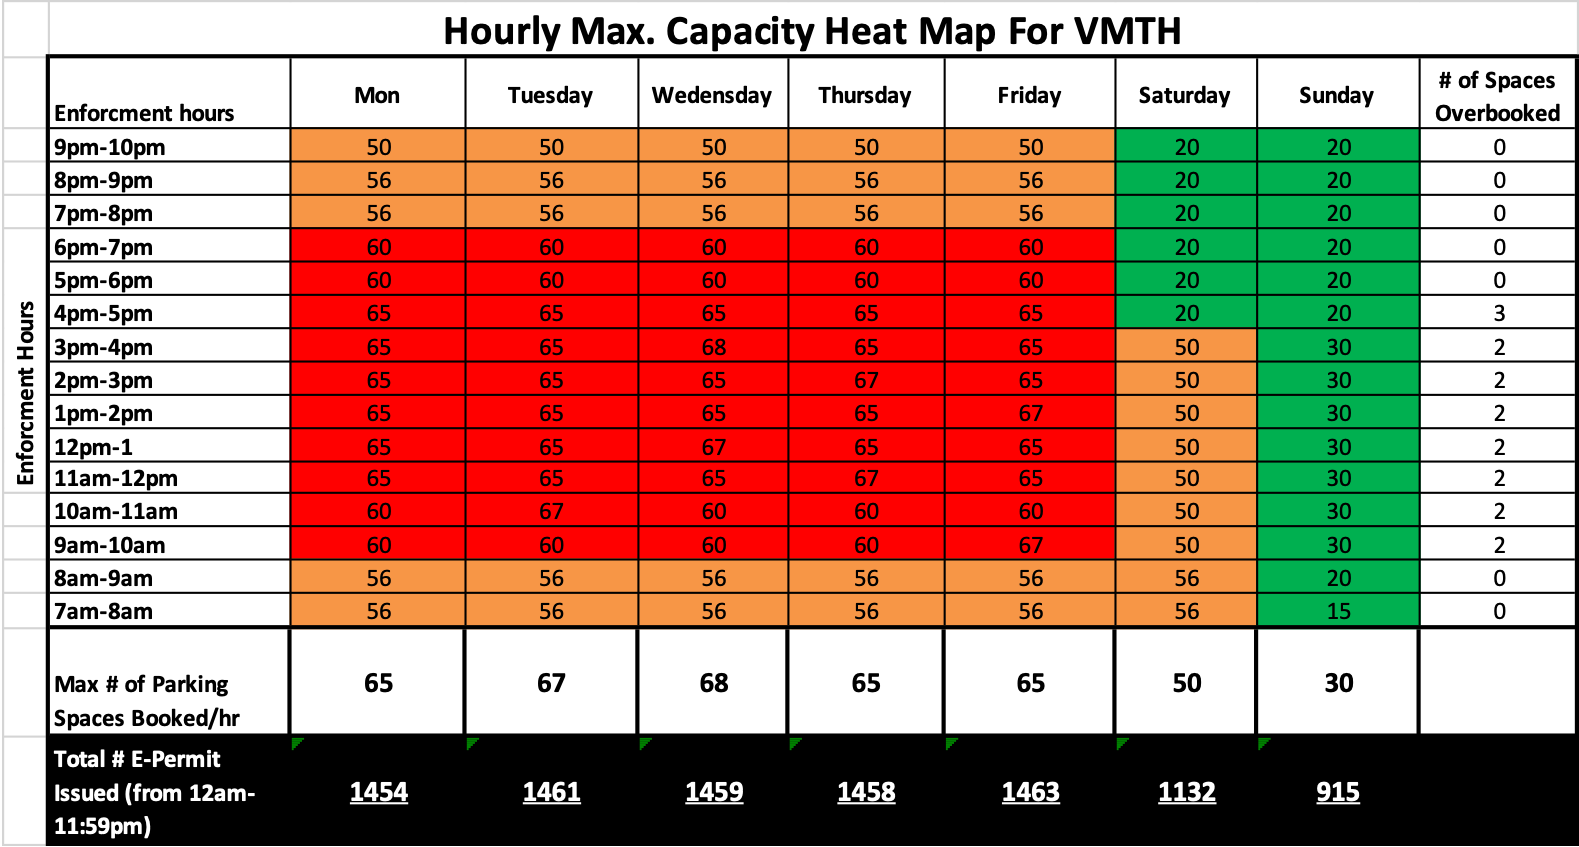 Hourly Max. Capacity Heat Map For VMTH
Enforcment hours Mon Tuesday Wedensday Thursday Friday Saturday Sunday # of Spaces Overbooked
9pm-10pm 50 50 50 50 50 20 20 0
8pm-9pm 56 56 56 56 56 20 20 0
7pm-8pm 56 56 56 56 56 20 20 0
6pm-7pm 60 60 60 60 60 20 20 0
5pm-6pm 60 60 60 60 60 20 20 0
4pm-5pm 65 65 65 65 65 20 20 3
3pm-4pm 65 65 68 65 65 50 30 2
2pm-3pm 65 65 65 67 65 50 30 2
1pm-2pm 65 65 65 65 67 50 30 2
12pm-1 65 65 67 65 65 50 30 2
11am-12pm 65 65 65 67 65 50 30 2
10am-11am 60 67 60 60 60 50 30 2
9am-10am 60 60 60 60 67 50 30 2
8am-9am 56 56 56 56 56 56 20 0
7am-8am 56 56 56 56 56 56 15 0
Enforcment Hours
Max # of Parking
Spaces Booked/hr 65 67 68 65 65 50 30
Total # E-Permit
Issued (from 12am- 1454 1461 1459 1458 1463 1132 915
11:59pm)